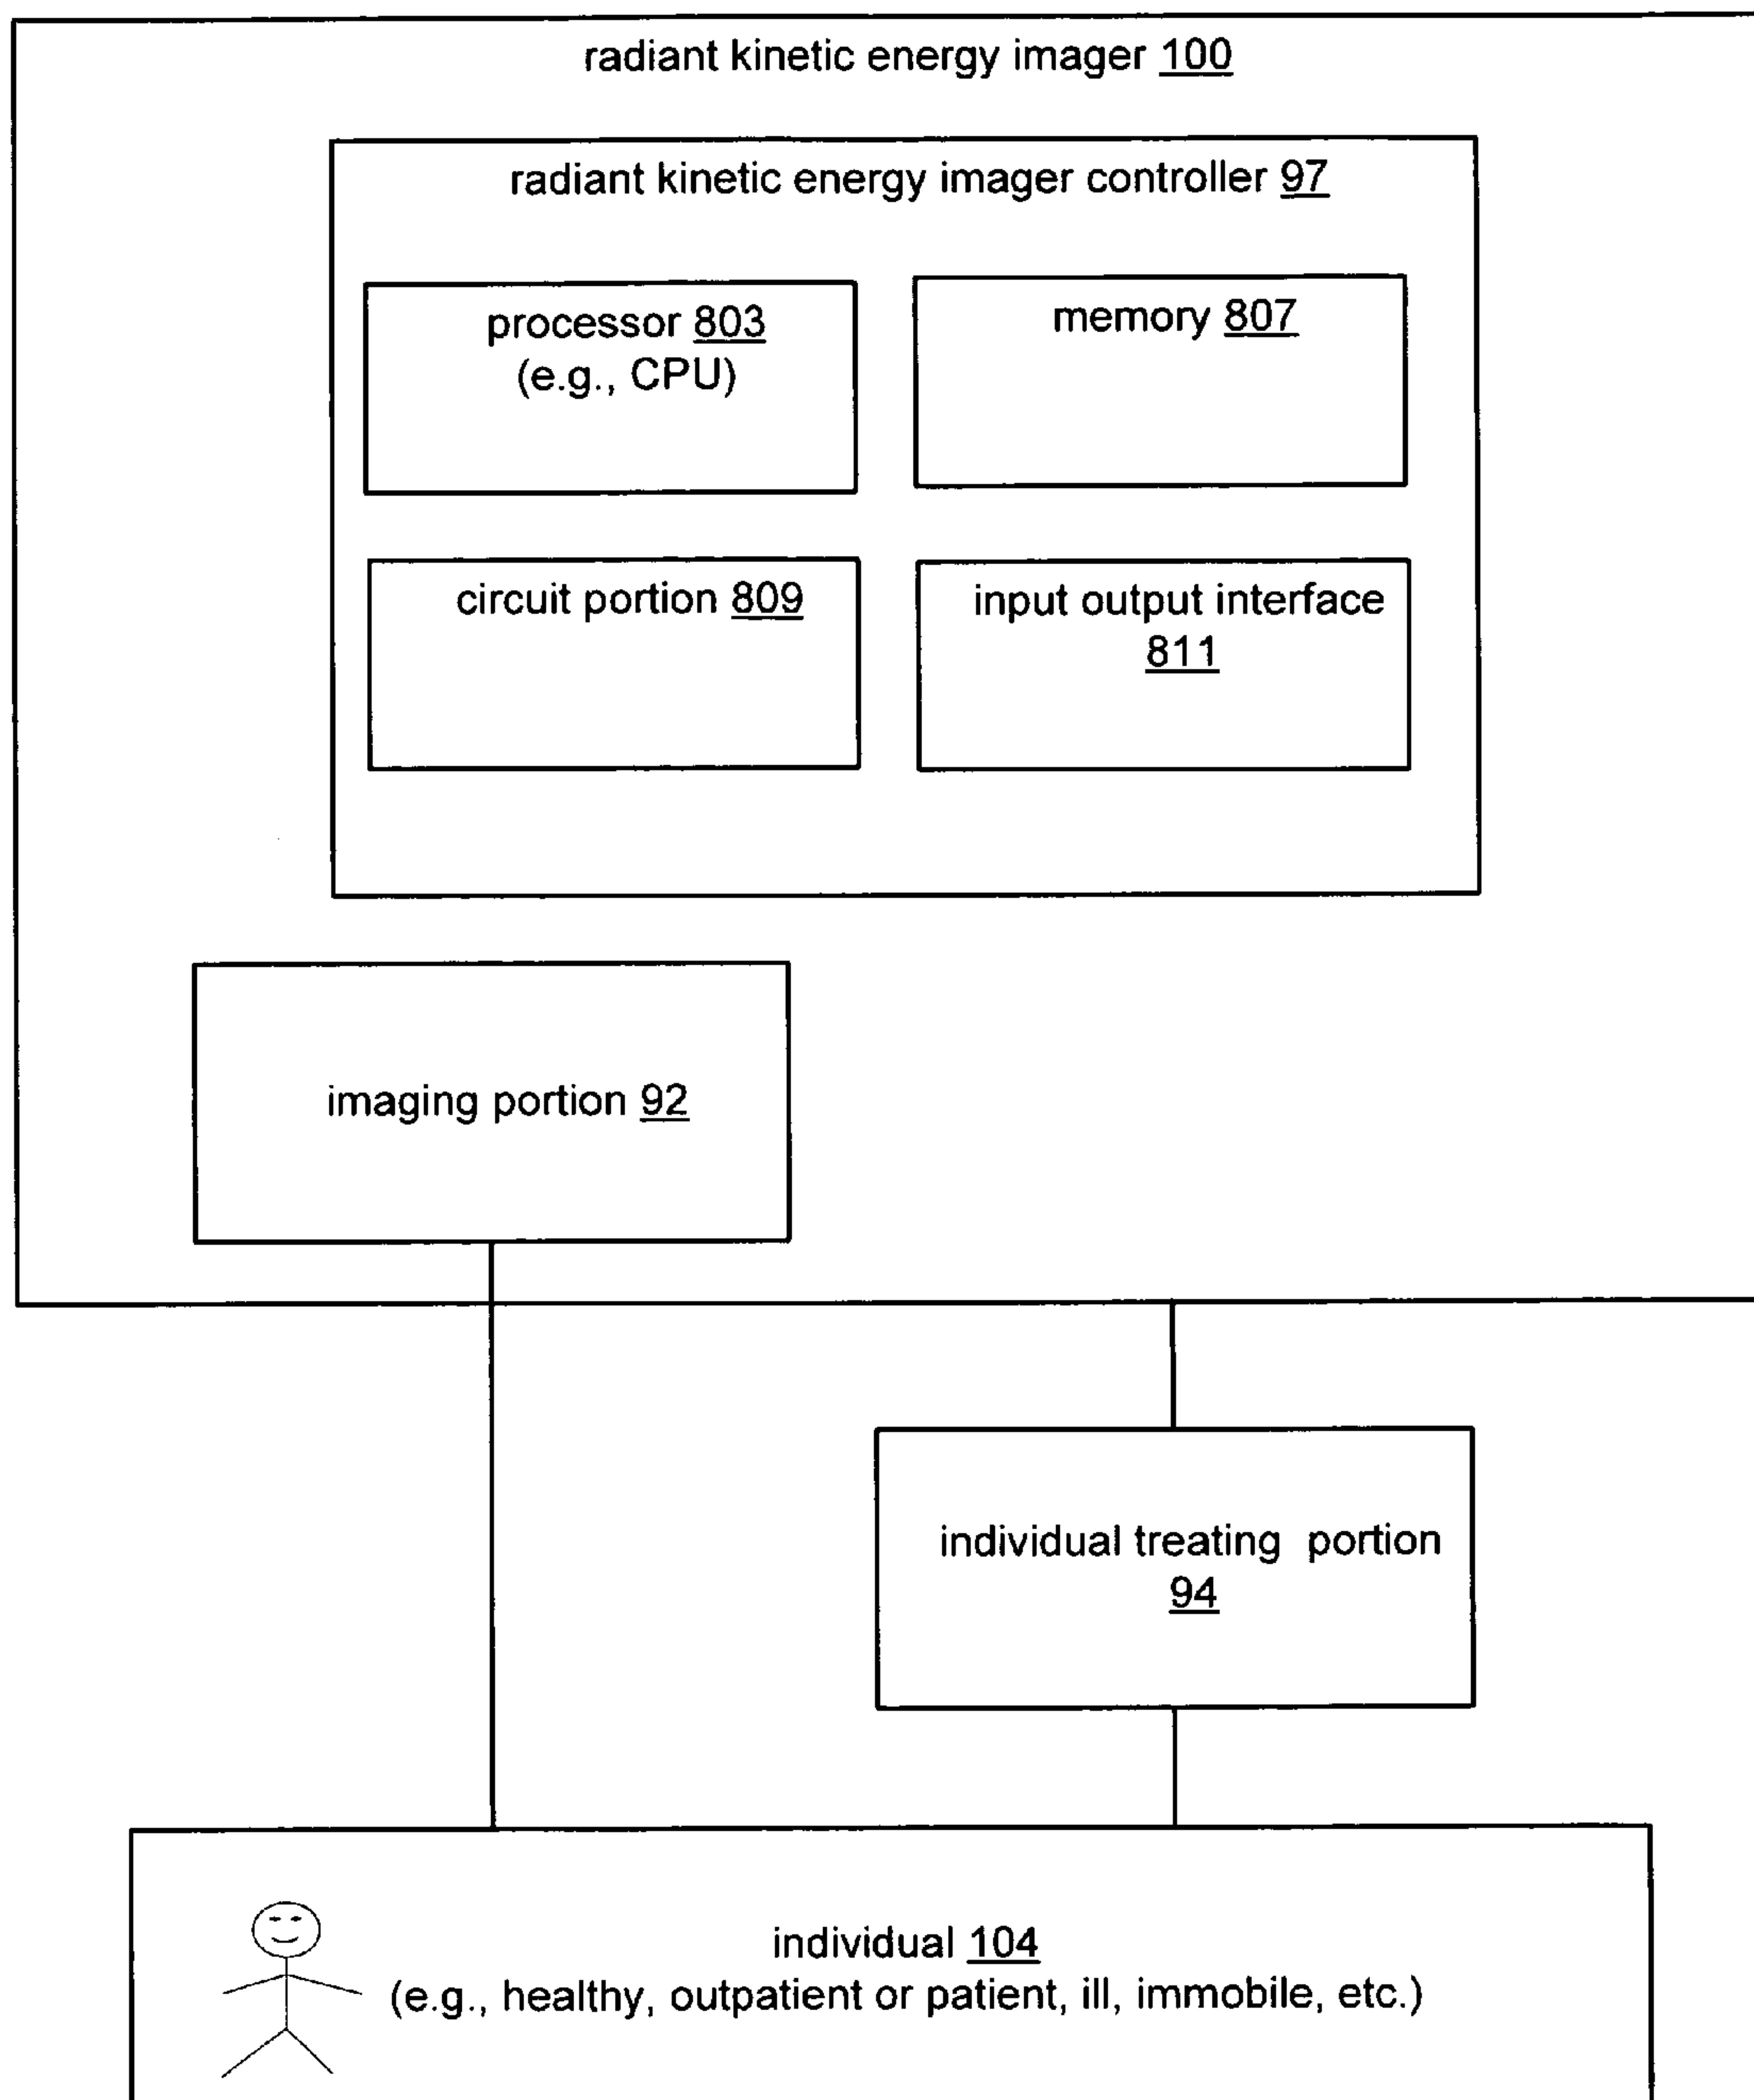 radiant kinetic energy imager 100
radiant kinetic energy imager controller 97
processor 803
(e.g., CPU)
memory 807
circuit portion 809
input output interface
811
imaging portion 92
individual treating portion
94
individual 104
(e.g., healthy, outpatient or patient, ill, immobile, etc.)